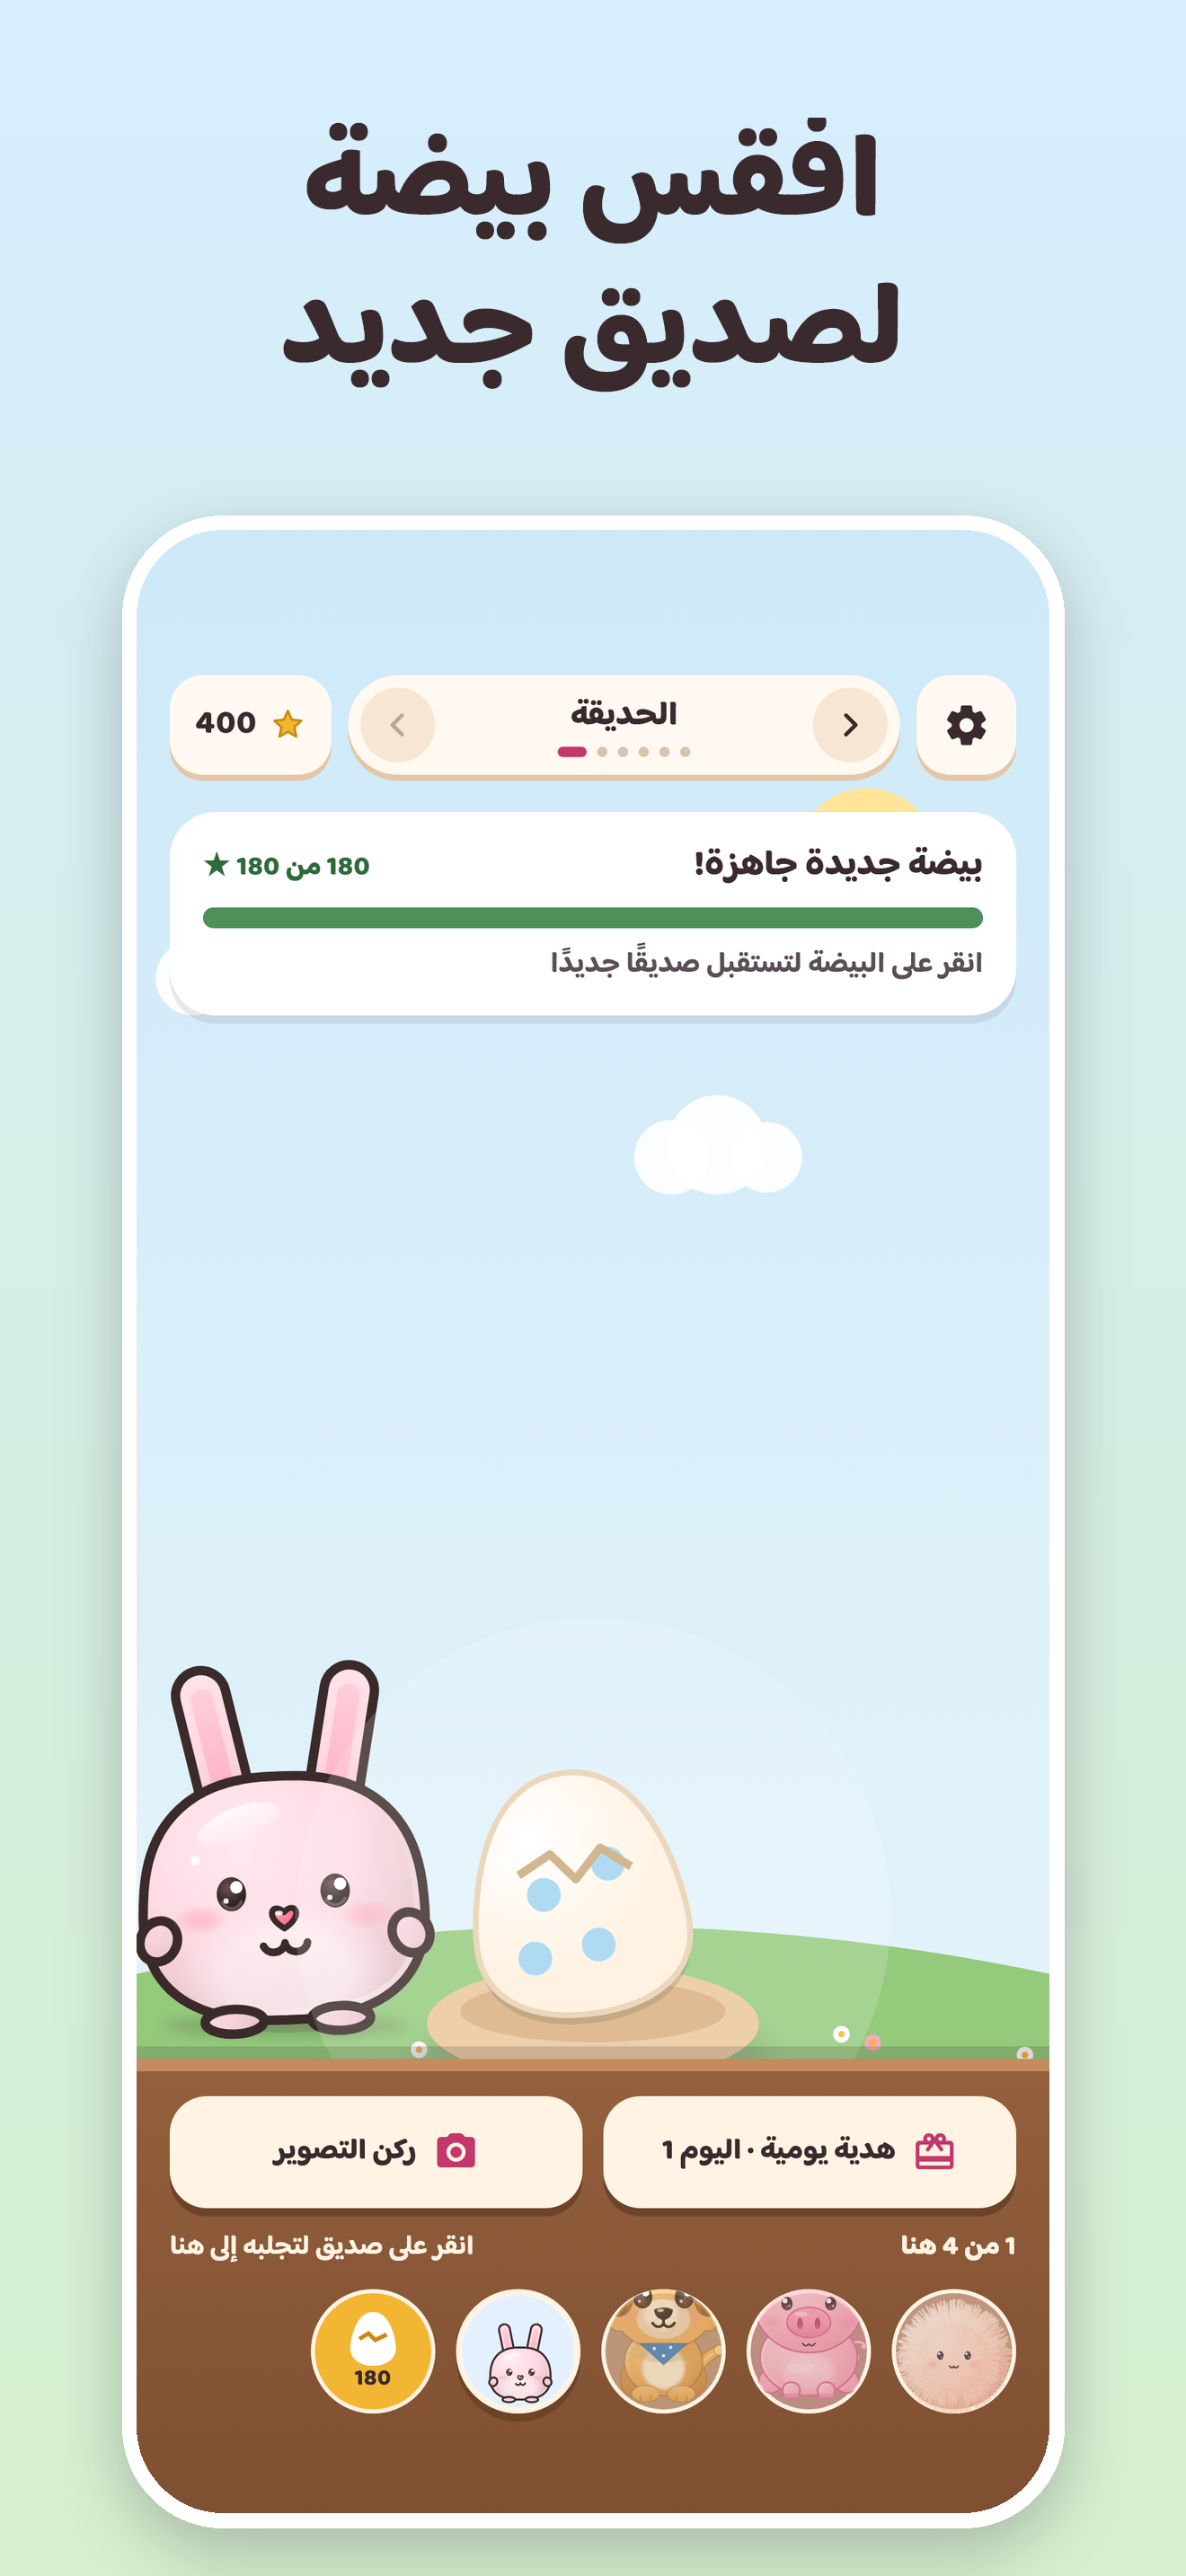 افقس بيضة
لصديق جديد
الحديقة
400
بيضة جديدة جاهزة!
180 من 180 ★
انقر على البيضة لتستقبل صديقًا جديدًا
هدية يومية · اليوم 1
ركن التصوير
1 من 4 هنا
انقر على صديق لتجلبه إلى هنا
180